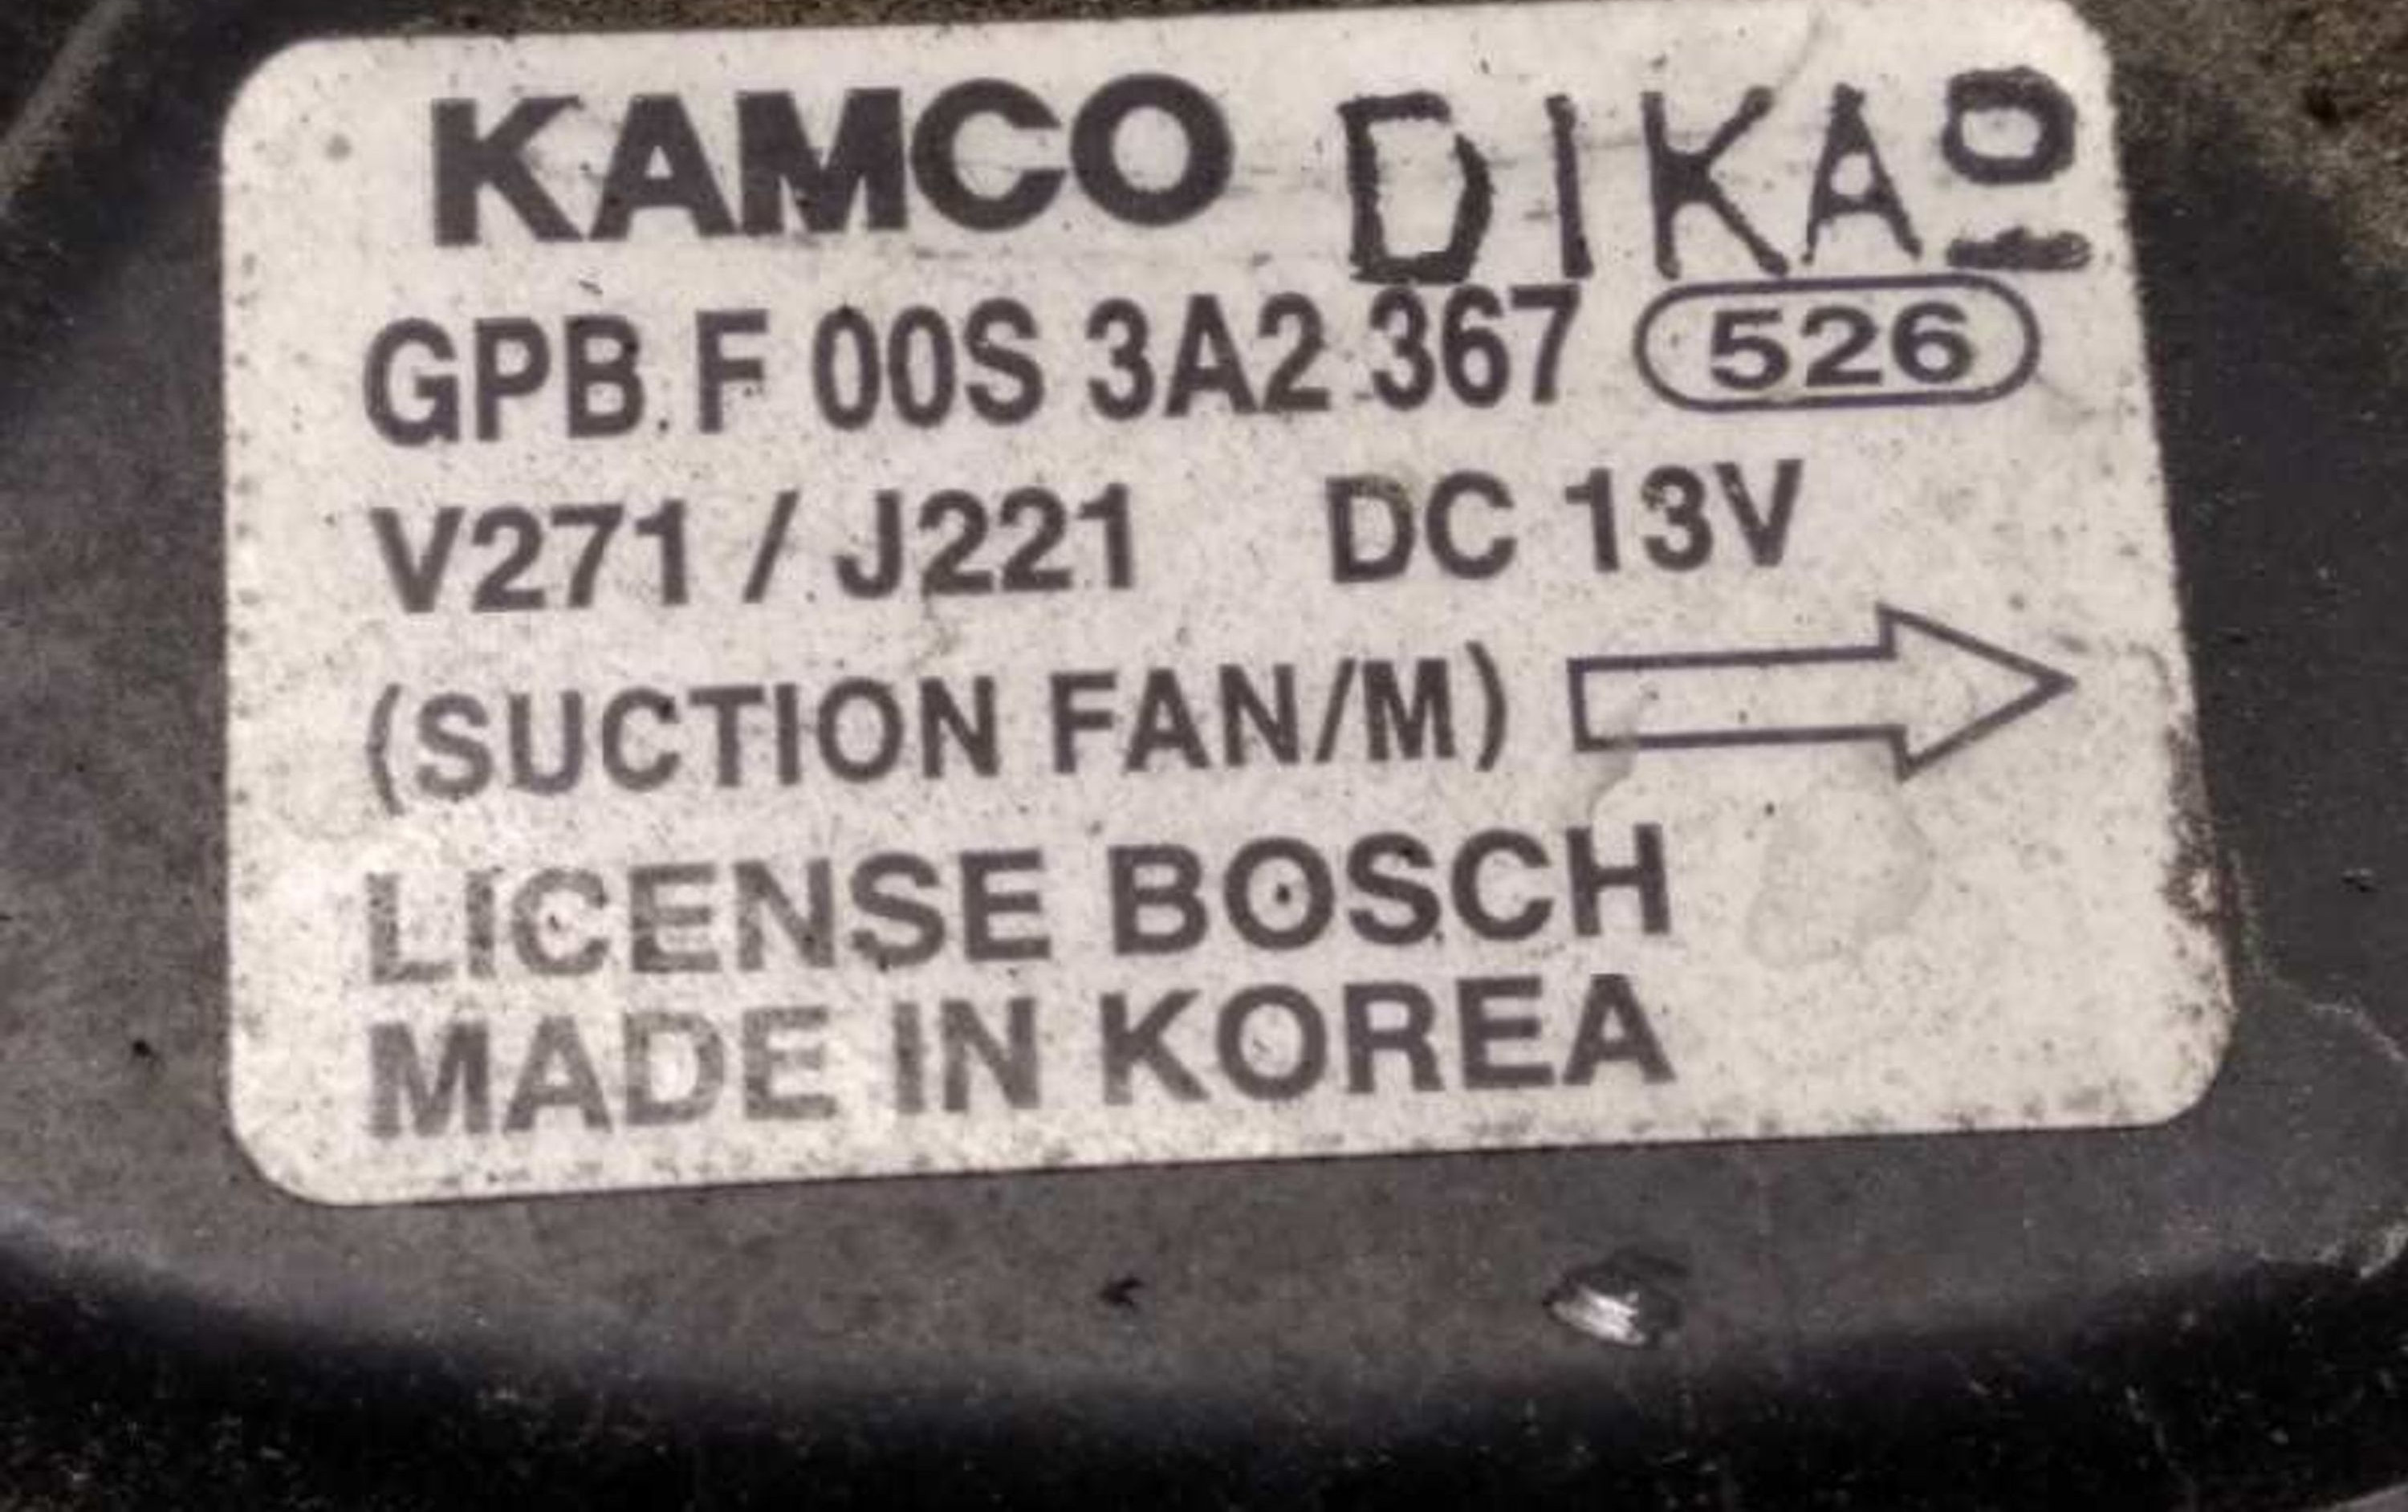 KAMCO DIKA
GPB F 00S 3A2 367 526
V271 / J221 DC 13V
(SUCTION FAN/M)
LICENSE BOSCH
MADE IN KOREA